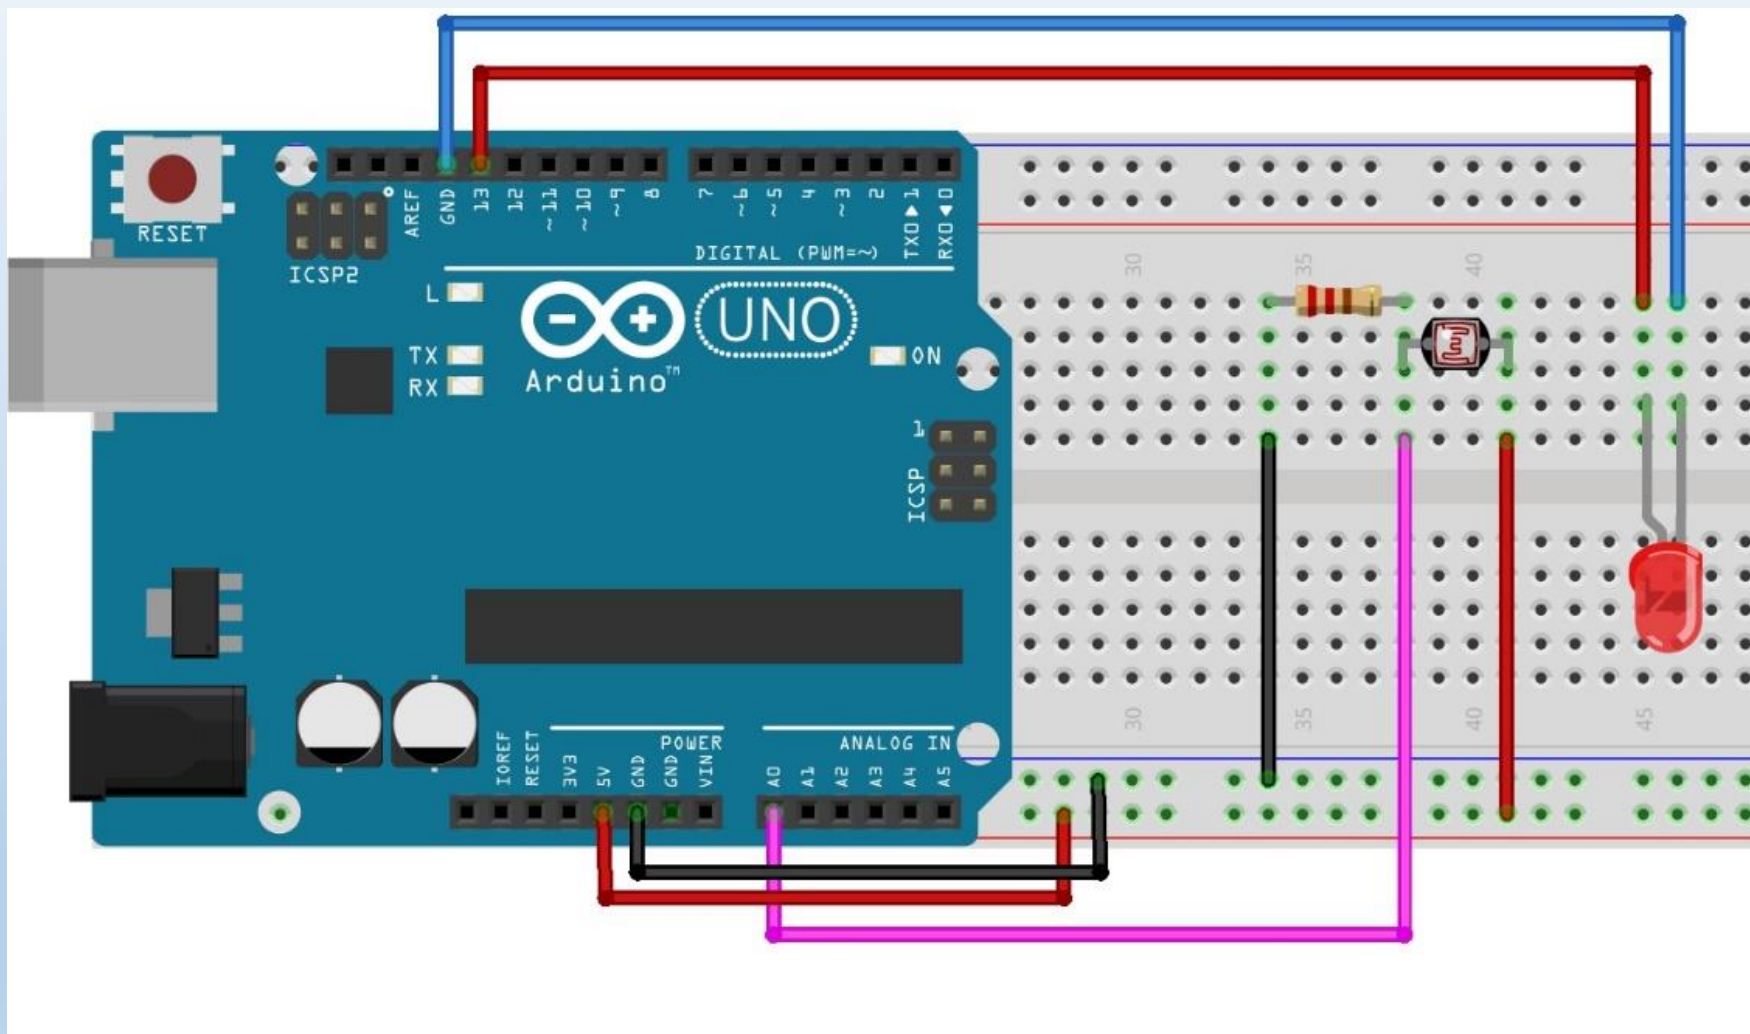 RESET
ICSP2
AREF
GND
13
12
~11
~10
~9
8
7
~6
~5
4
~3
2
TX0▶1
RX0◀0
DIGITAL (PWM=~)
L
TX
RX
UNO
Arduino™
ON
1
ICSP
IOREF
RESET
3V3
5V
GND
GND
VIN
POWER
A0
A1
A2
A3
A4
A5
ANALOG IN
30
35
40
30
35
40
45